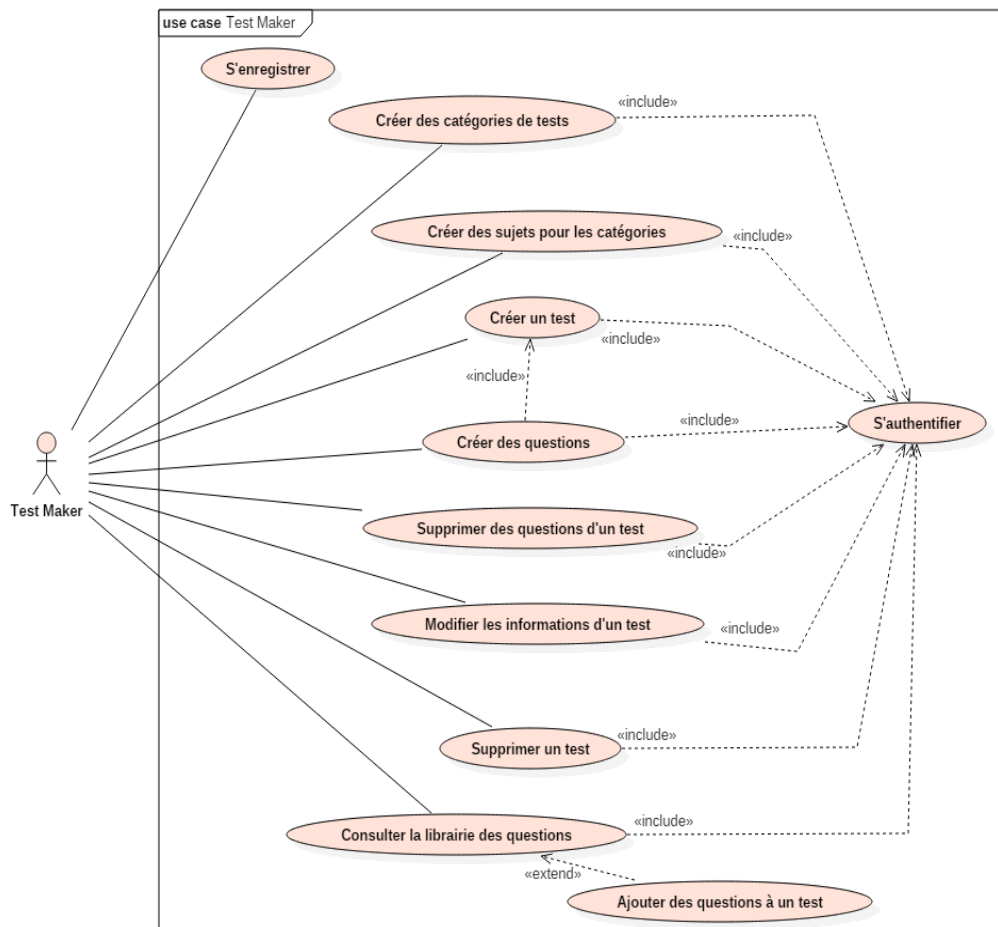 use case Test Maker
S'enregistrer
Créer des catégories de tests
«include»
Créer des sujets pour les catégories
«include»
Créer un test
«include»
«include»
Créer des questions
«include»
S'authentifier
Test Maker
Supprimer des questions d'un test
«include»
Modifier les informations d'un test
«include»
Supprimer un test
«include»
Consulter la librairie des questions
«include»
«extend»
Ajouter des questions à un test